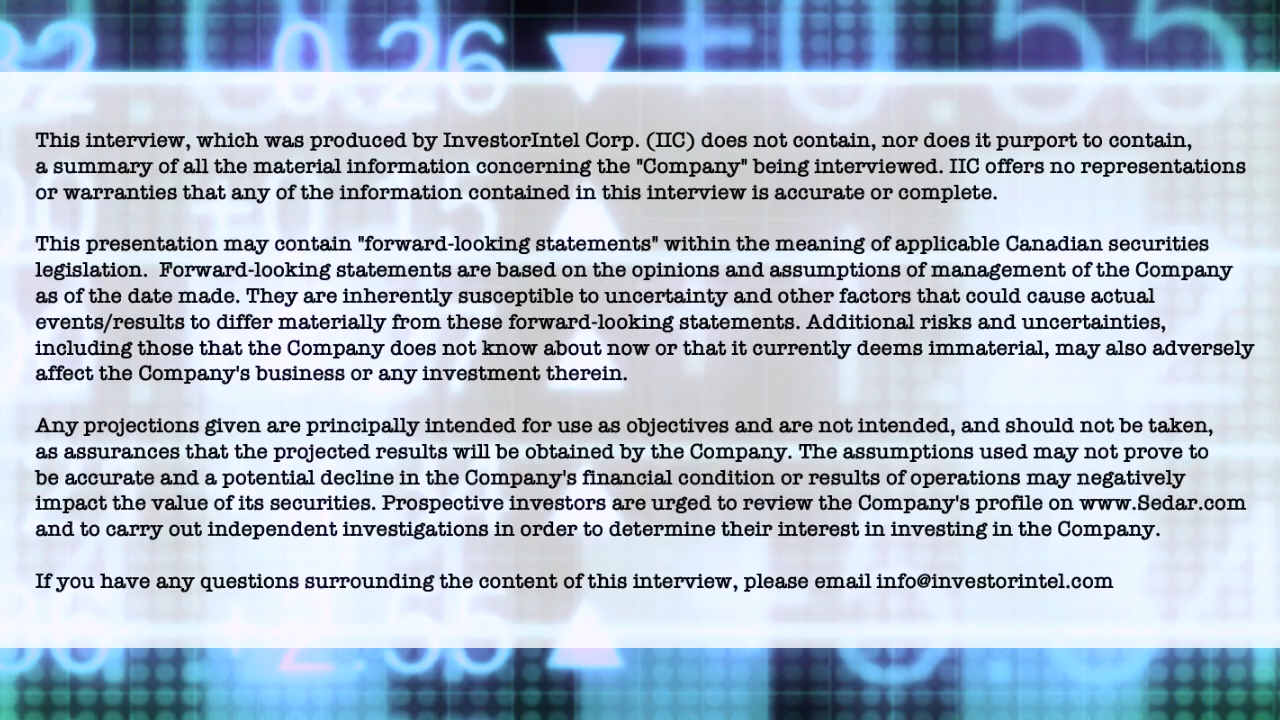 32 0.26 ▼ +0.55
This interview, which was produced by InvestorIntel Corp. (IIC) does not contain, nor does it purport to contain,
a summary of all the material information concerning the "Company" being interviewed. IIC offers no representations
or warranties that any of the information contained in this interview is accurate or complete.
This presentation may contain "forward-looking statements" within the meaning of applicable Canadian securities
legislation.  Forward-looking statements are based on the opinions and assumptions of management of the Company
as of the date made. They are inherently susceptible to uncertainty and other factors that could cause actual
events/results to differ materially from these forward-looking statements. Additional risks and uncertainties,
including those that the Company does not know about now or that it currently deems immaterial, may also adversely
affect the Company's business or any investment therein.
Any projections given are principally intended for use as objectives and are not intended, and should not be taken,
as assurances that the projected results will be obtained by the Company. The assumptions used may not prove to
be accurate and a potential decline in the Company's financial condition or results of operations may negatively
impact the value of its securities. Prospective investors are urged to review the Company's profile on www.Sedar.com
and to carry out independent investigations in order to determine their interest in investing in the Company.
If you have any questions surrounding the content of this interview, please email info@investorintel.com